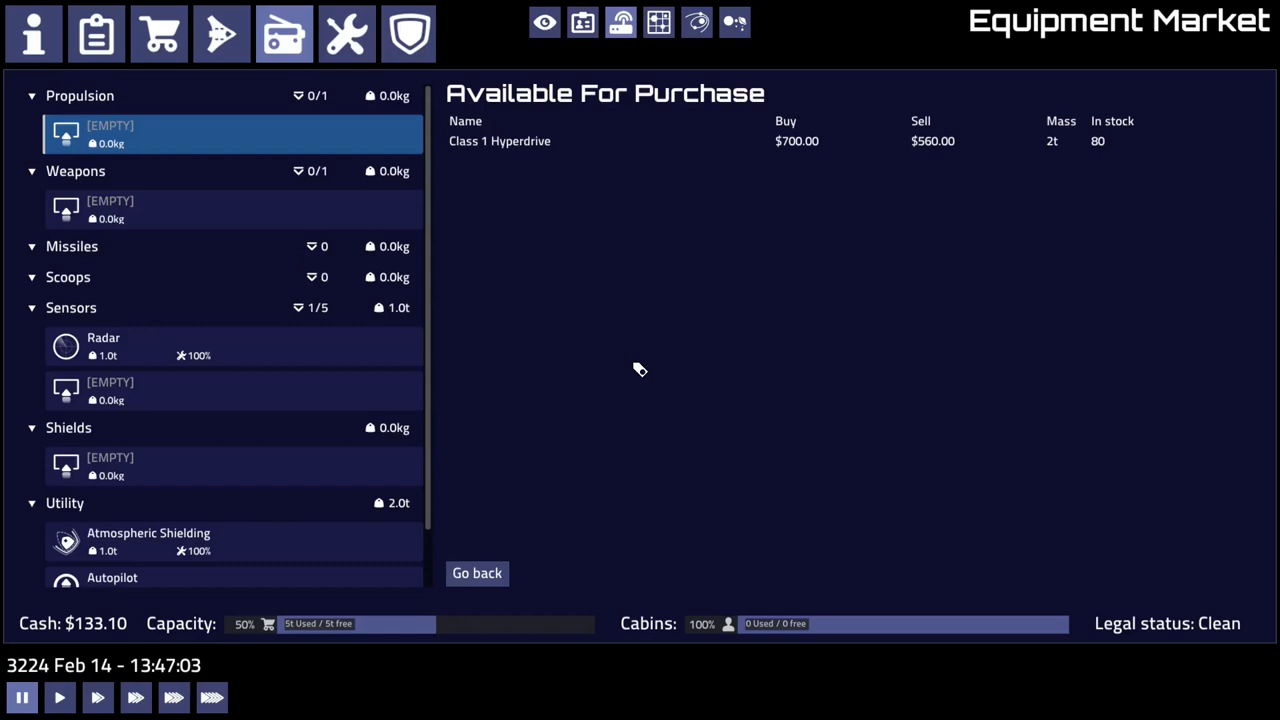 Equipment Market
Propulsion 0/1 0.0kg
[EMPTY]
0.0kg
Weapons 0/1 0.0kg
[EMPTY]
0.0kg
Missiles 0 0.0kg
Scoops 0 0.0kg
Sensors 1/5 1.0t
Radar
1.0t 100%
[EMPTY]
0.0kg
Shields 0.0kg
[EMPTY]
0.0kg
Utility 2.0t
Atmospheric Shielding
1.0t 100%
Autopilot
Available For Purchase
Name Buy Sell Mass In stock
Class 1 Hyperdrive $700.00 $560.00 2t 80
Go back
Cash: $133.10 Capacity: 50% 5t Used / 5t free Cabins: 100% 0 Used / 0 free Legal status: Clean
3224 Feb 14 - 13:47:03